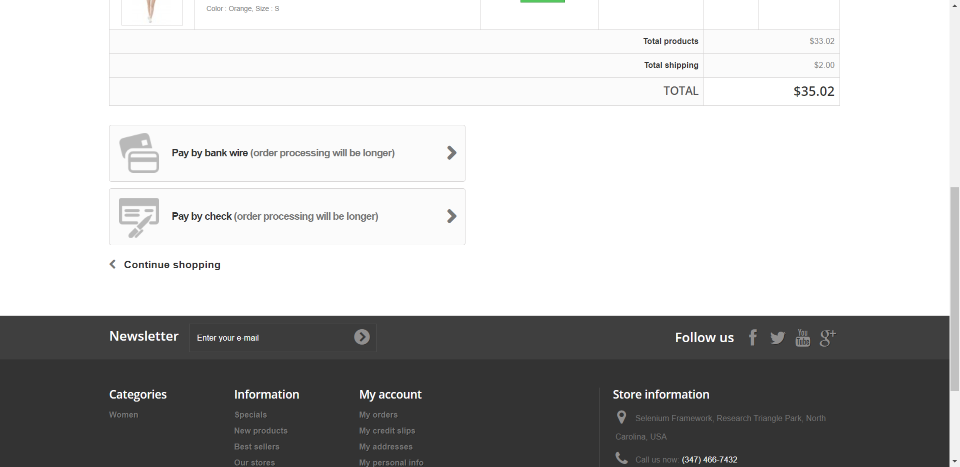 Color : Orange, Size : S
Total products $33.02
Total shipping $2.00
TOTAL $35.02
Pay by bank wire (order processing will be longer)
Pay by check (order processing will be longer)
Continue shopping
Newsletter Enter your e-mail Follow us f You Tube g+
Categories Information My account Store information
Women Specials My orders Selenium Framework, Research Triangle Park, North
New products My credit slips Carolina, USA
Best sellers My addresses
Our stores My personal info Call us now: (347) 466-7432